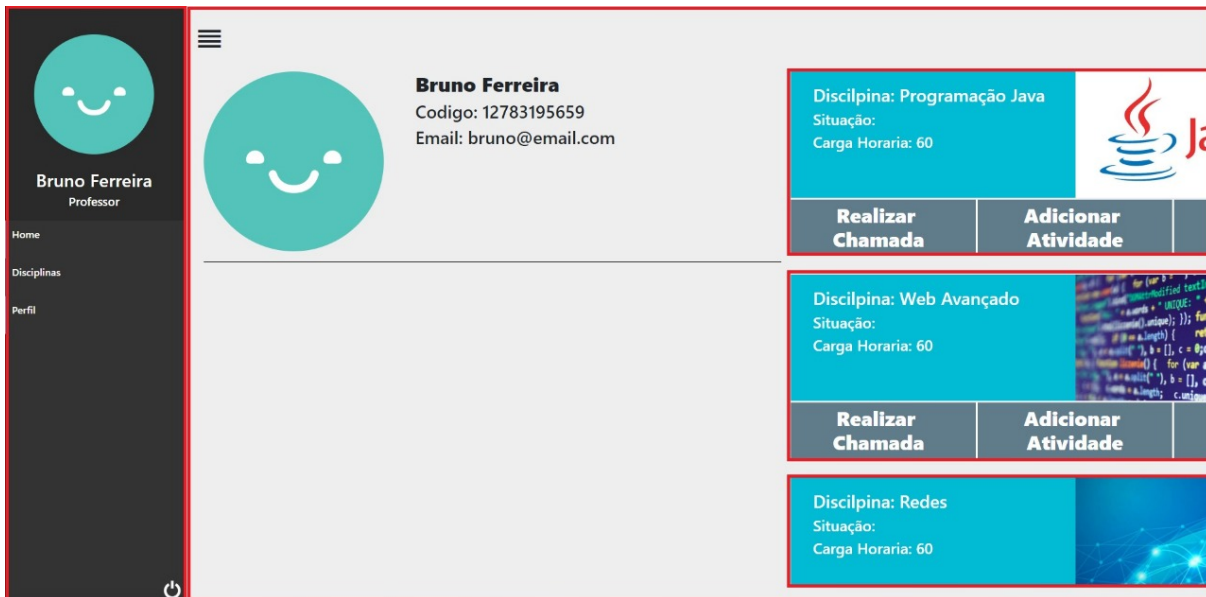 Bruno Ferreira
Professor
Home
Disciplinas
Perfil
Bruno Ferreira
Codigo: 12783195659
Email: bruno@email.com
Discilpina: Programação Java
Situação:
Carga Horaria: 60
Ja
Realizar
Chamada
Adicionar
Atividade
Discilpina: Web Avançado
Situação:
Carga Horaria: 60
Realizar
Chamada
Adicionar
Atividade
Discilpina: Redes
Situação:
Carga Horaria: 60